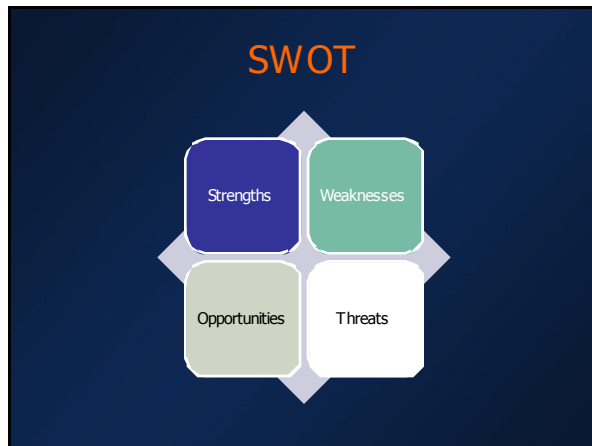 SWOT
Strengths
Weaknesses
Opportunities
Threats